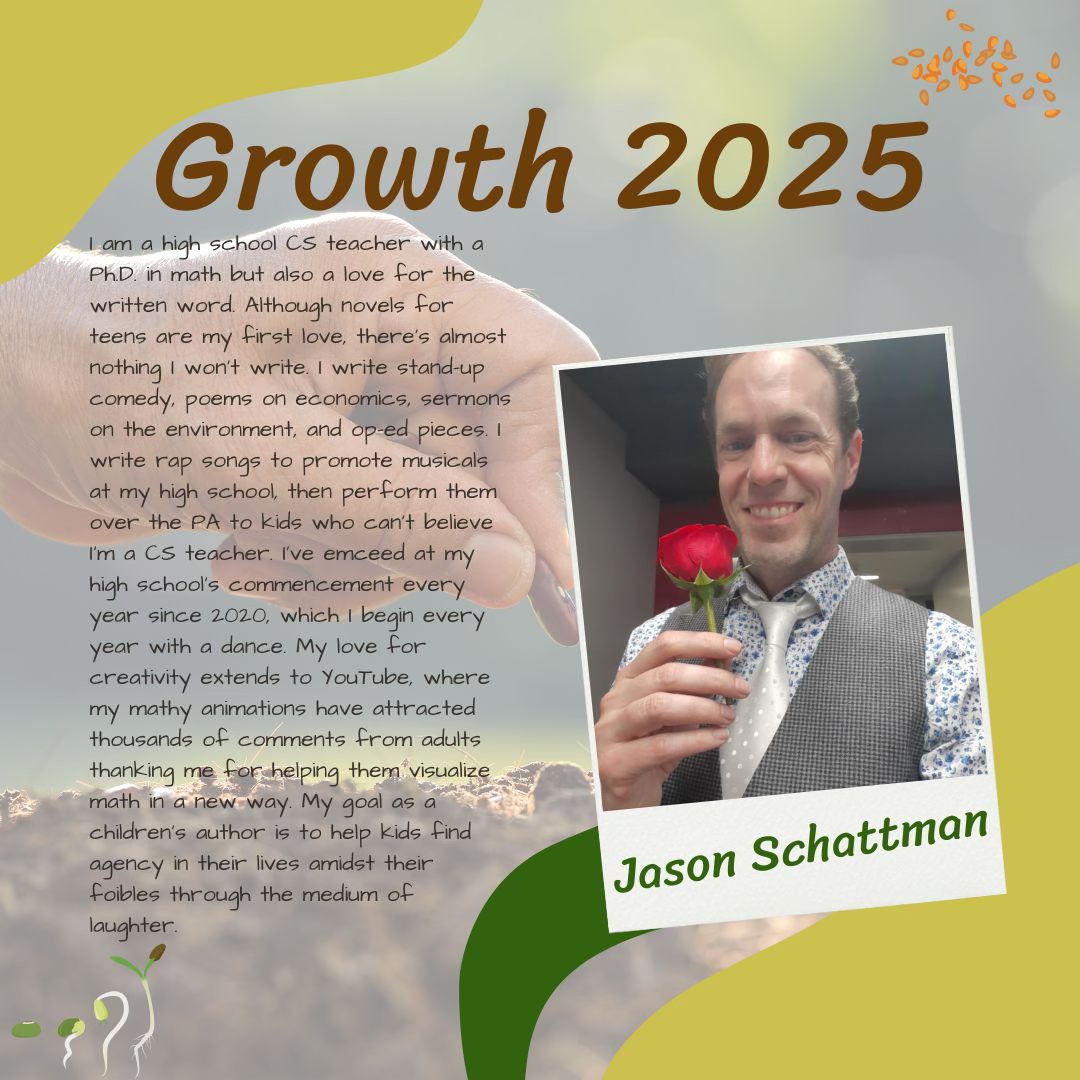 Growth 2025
I am a high school CS teacher with a
Ph.D. in math but also a love for the
written word. Although novels for
teens are my first love, there's almost
nothing I won't write. I write stand-up
comedy, poems on economics, sermons
on the environment, and op-ed pieces. I
write rap songs to promote musicals
at my high school, then perform them
over the PA to kids who can't believe
I'm a CS teacher. I've emceed at my
high school's commencement every
year since 2020, which I begin every
year with a dance. My love for
creativity extends to YouTube, where
my mathy animations have attracted
thousands of comments from adults
thanking me for helping them visualize
math in a new way. My goal as a
children's author is to help kids find
agency in their lives amidst their
foibles through the medium of
laughter.
Jason Schattman